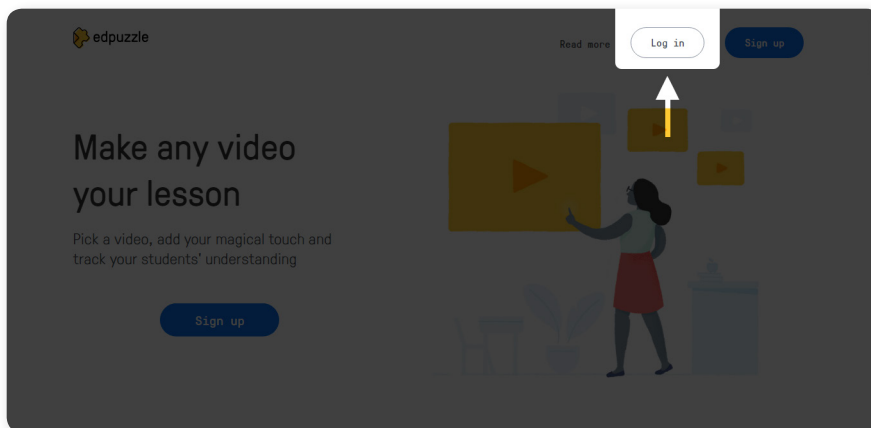 edpuzzle
Read more
Log in
Sign up
Make any video
your lesson
Pick a video, add your magical touch and
track your students' understanding
Sign up